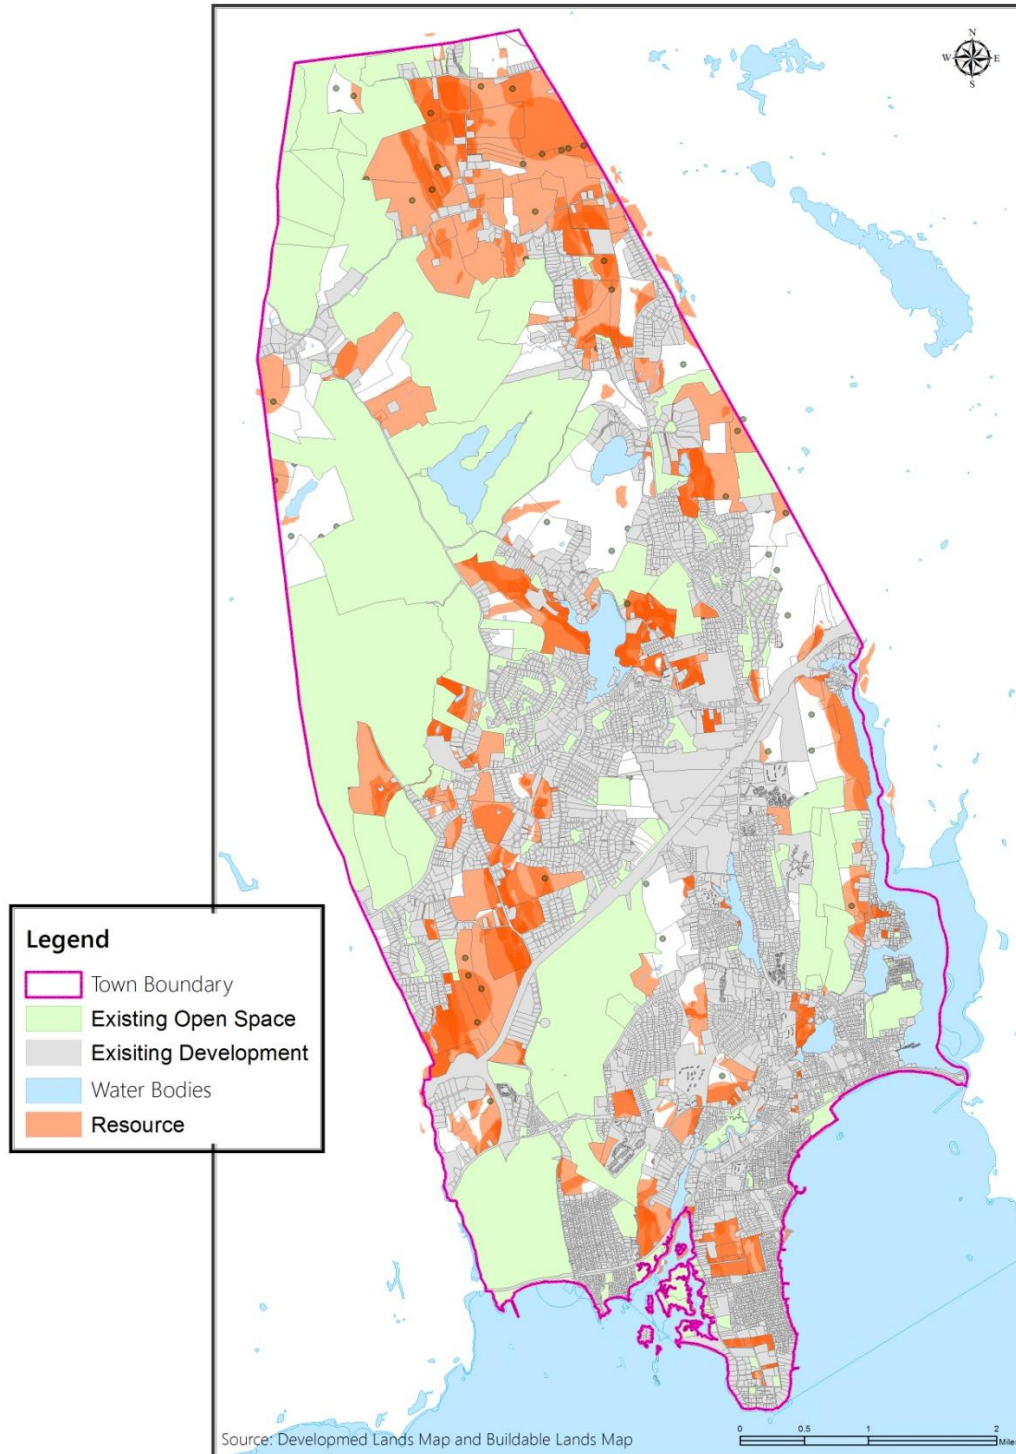 N
W E
S
Legend
Town Boundary
Existing Open Space
Exisiting Development
Water Bodies
Resource
Source: Developmed Lands Map and Buildable Lands Map
0 0.5 1 2
Miles